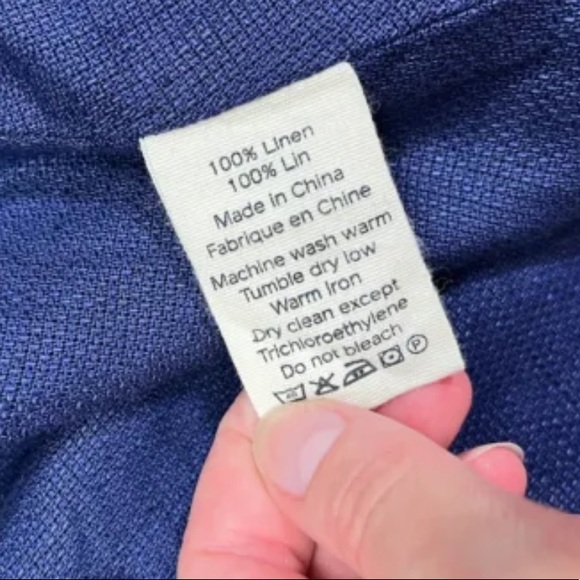 100% Linen
100% Lin
Made in China
Fabrique en Chine
Machine wash warm
Tumble dry low
Warm Iron
Dry clean except
Trichloroethylene
Do not bleach
P